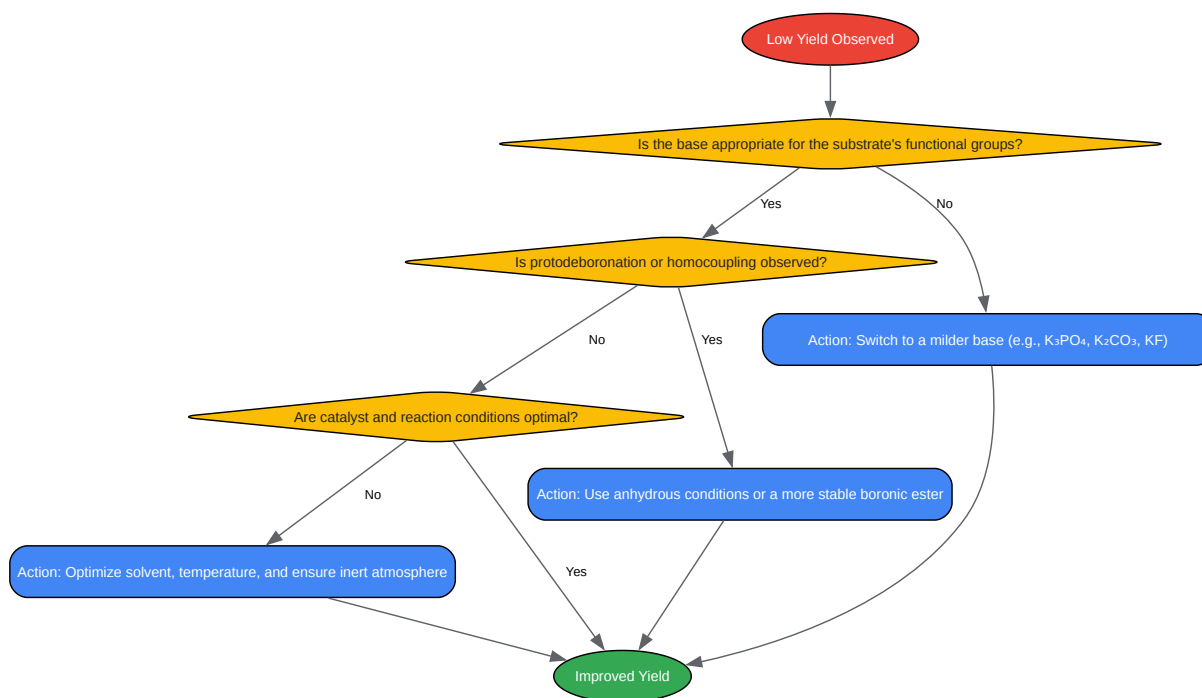 Low Yield Observed
Is the base appropriate for the substrate's functional groups?
Yes
No
Is protodeboronation or homocoupling observed?
No
Yes
Action: Switch to a milder base (e.g., K₃PO₄, K₂CO₃, KF)
Are catalyst and reaction conditions optimal?
No
Action: Use anhydrous conditions or a more stable boronic ester
Action: Optimize solvent, temperature, and ensure inert atmosphere
Yes
Improved Yield